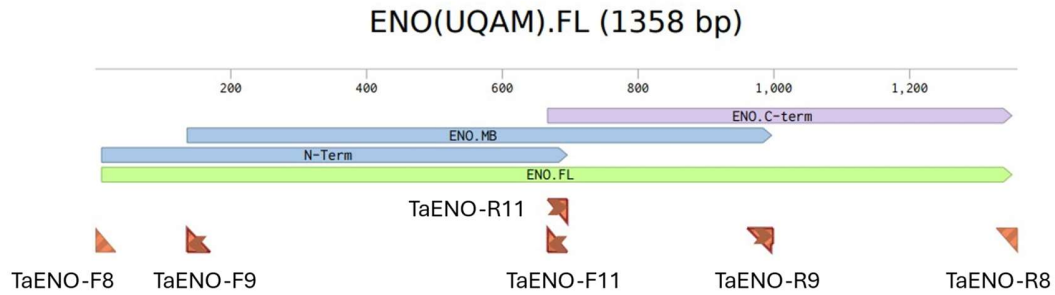 ENO(UQAM).FL (1358 bp)
200 400 600 800 1,000 1,200
ENO.C-term
ENO.MB
N-Term
ENO.FL
TaENO-R11
TaENO-F8 TaENO-F9 TaENO-F11 TaENO-R9 TaENO-R8